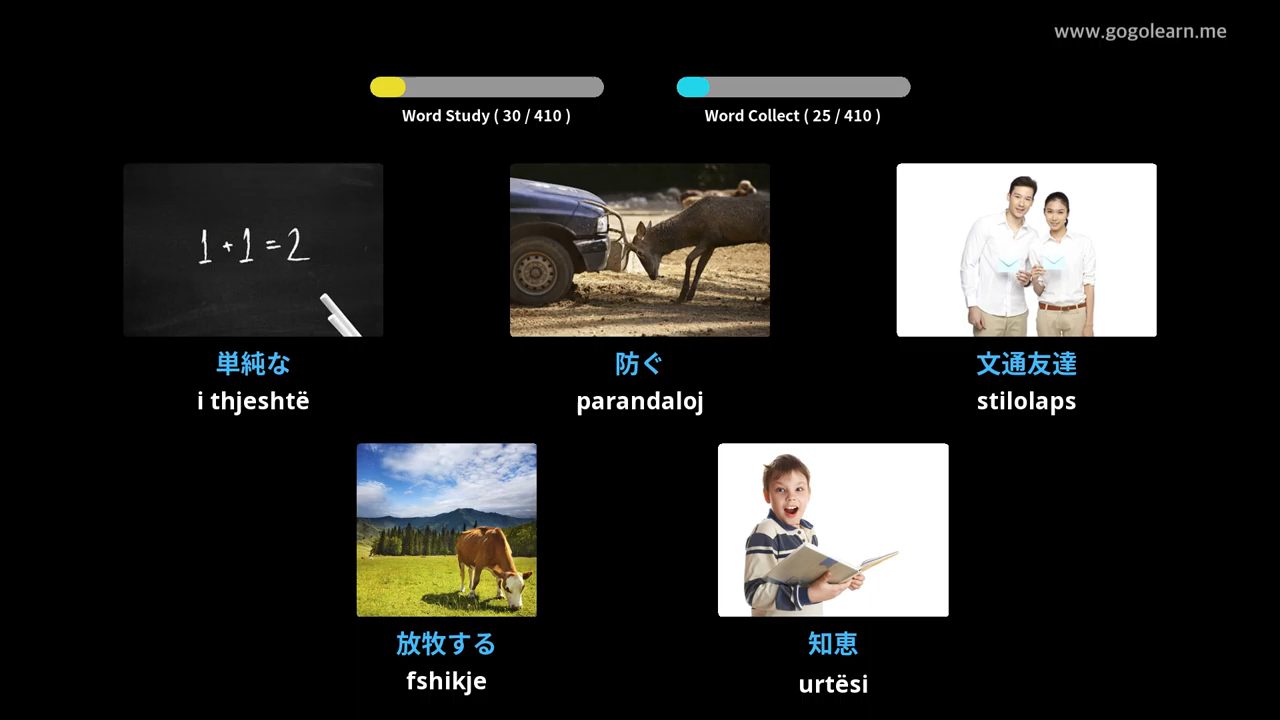 www.gogolearn.me
Word Study ( 30 / 410 )
Word Collect ( 25 / 410 )
1 + 1 = 2
単純な
i thjeshtë
防ぐ
parandaloj
文通友達
stilolaps
放牧する
fshikje
知恵
urtësi